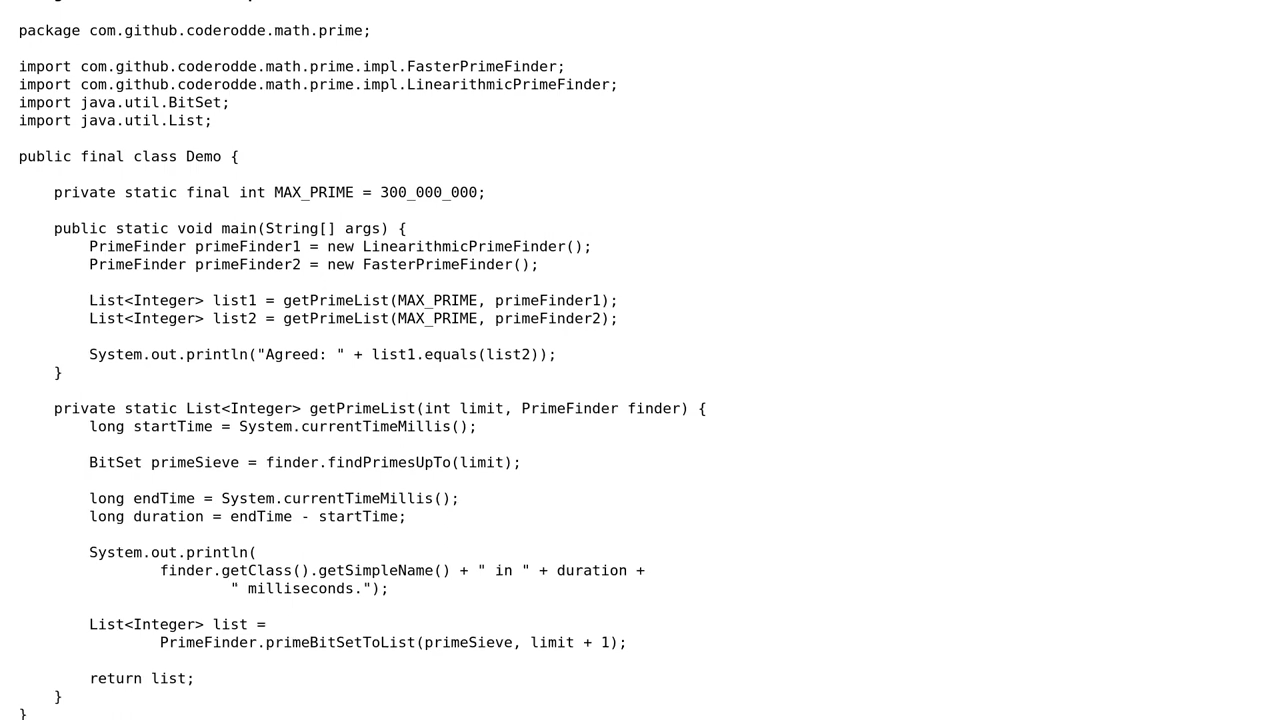 package com.github.coderodde.math.prime;
import com.github.coderodde.math.prime.impl.FasterPrimeFinder;
import com.github.coderodde.math.prime.impl.LinearithmicPrimeFinder;
import java.util.BitSet;
import java.util.List;
public final class Demo {
    private static final int MAX_PRIME = 300_000_000;
    public static void main(String[] args) {
        PrimeFinder primeFinder1 = new LinearithmicPrimeFinder();
        PrimeFinder primeFinder2 = new FasterPrimeFinder();
        List<Integer> list1 = getPrimeList(MAX_PRIME, primeFinder1);
        List<Integer> list2 = getPrimeList(MAX_PRIME, primeFinder2);
        System.out.println("Agreed: " + list1.equals(list2));
    }
    private static List<Integer> getPrimeList(int limit, PrimeFinder finder) {
        long startTime = System.currentTimeMillis();
        BitSet primeSieve = finder.findPrimesUpTo(limit);
        long endTime = System.currentTimeMillis();
        long duration = endTime - startTime;
        System.out.println(
                finder.getClass().getSimpleName() + " in " + duration +
                        " milliseconds.");
        List<Integer> list =
                PrimeFinder.primeBitSetToList(primeSieve, limit + 1);
        return list;
    }
}